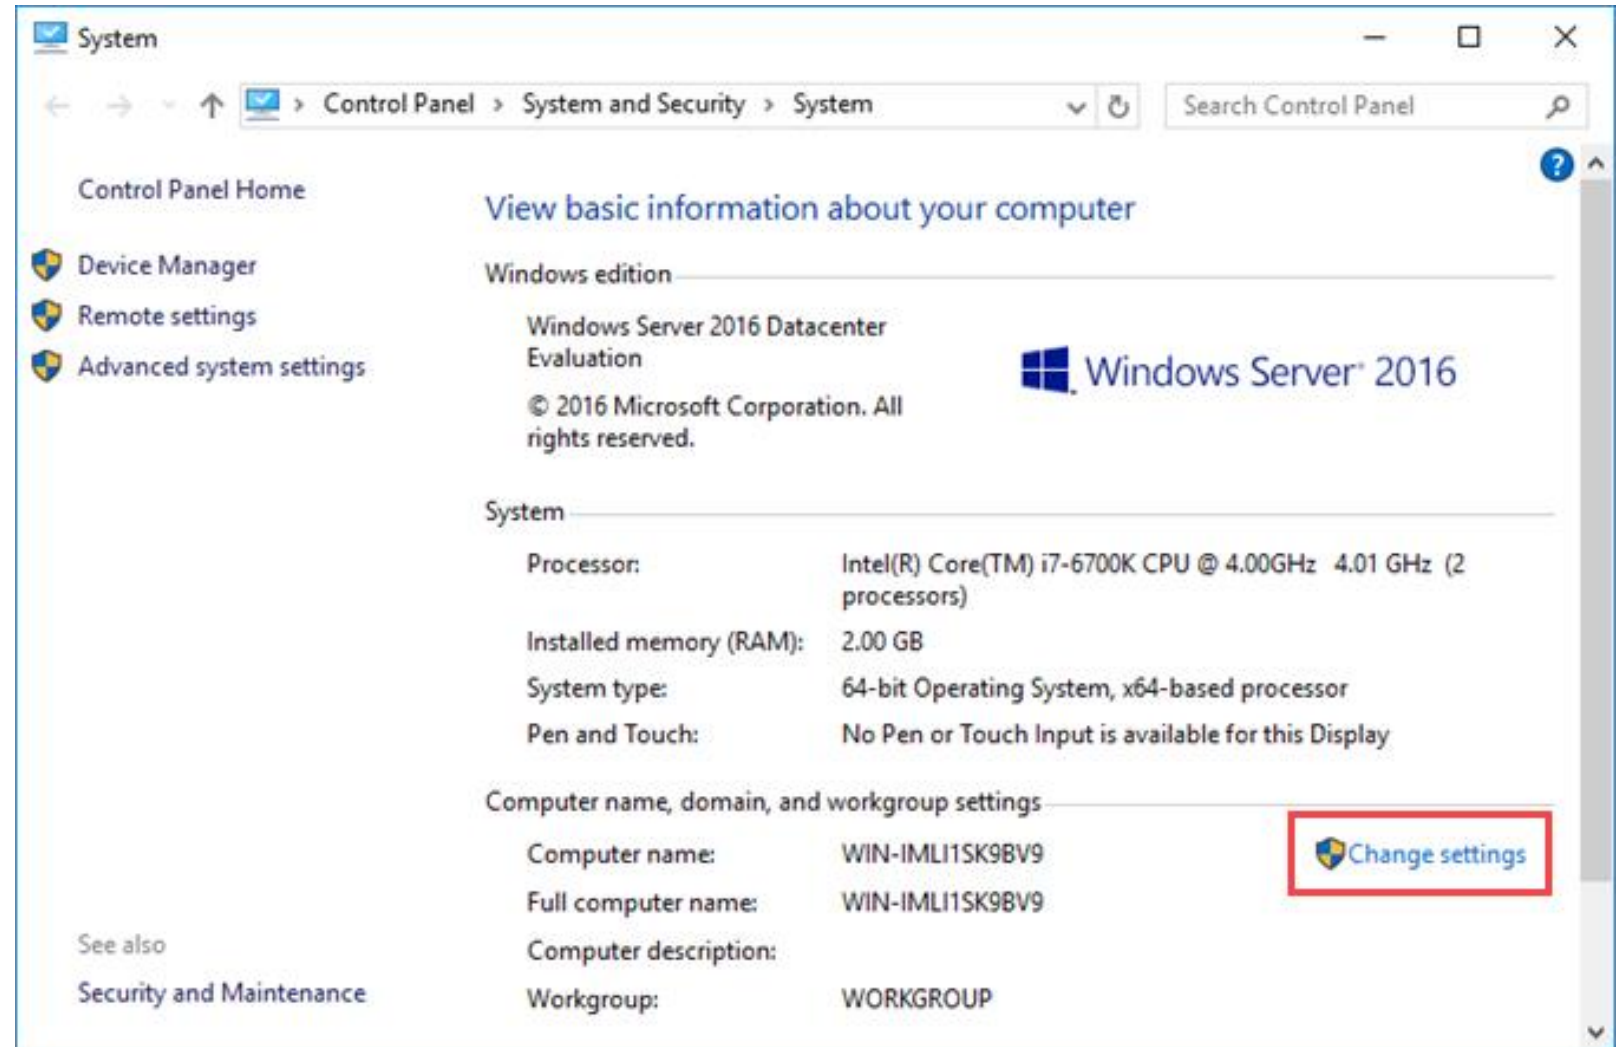 System
Control Panel > System and Security > System
Search Control Panel
Control Panel Home
Device Manager
Remote settings
Advanced system settings
See also
Security and Maintenance
View basic information about your computer
Windows edition
Windows Server 2016 Datacenter
Evaluation
© 2016 Microsoft Corporation. All
rights reserved.
Windows Server® 2016
System
Processor: Intel(R) Core(TM) i7-6700K CPU @ 4.00GHz 4.01 GHz (2
processors)
Installed memory (RAM): 2.00 GB
System type: 64-bit Operating System, x64-based processor
Pen and Touch: No Pen or Touch Input is available for this Display
Computer name, domain, and workgroup settings
Computer name: WIN-IMLI1SK9BV9
Change settings
Full computer name: WIN-IMLI1SK9BV9
Computer description:
Workgroup: WORKGROUP